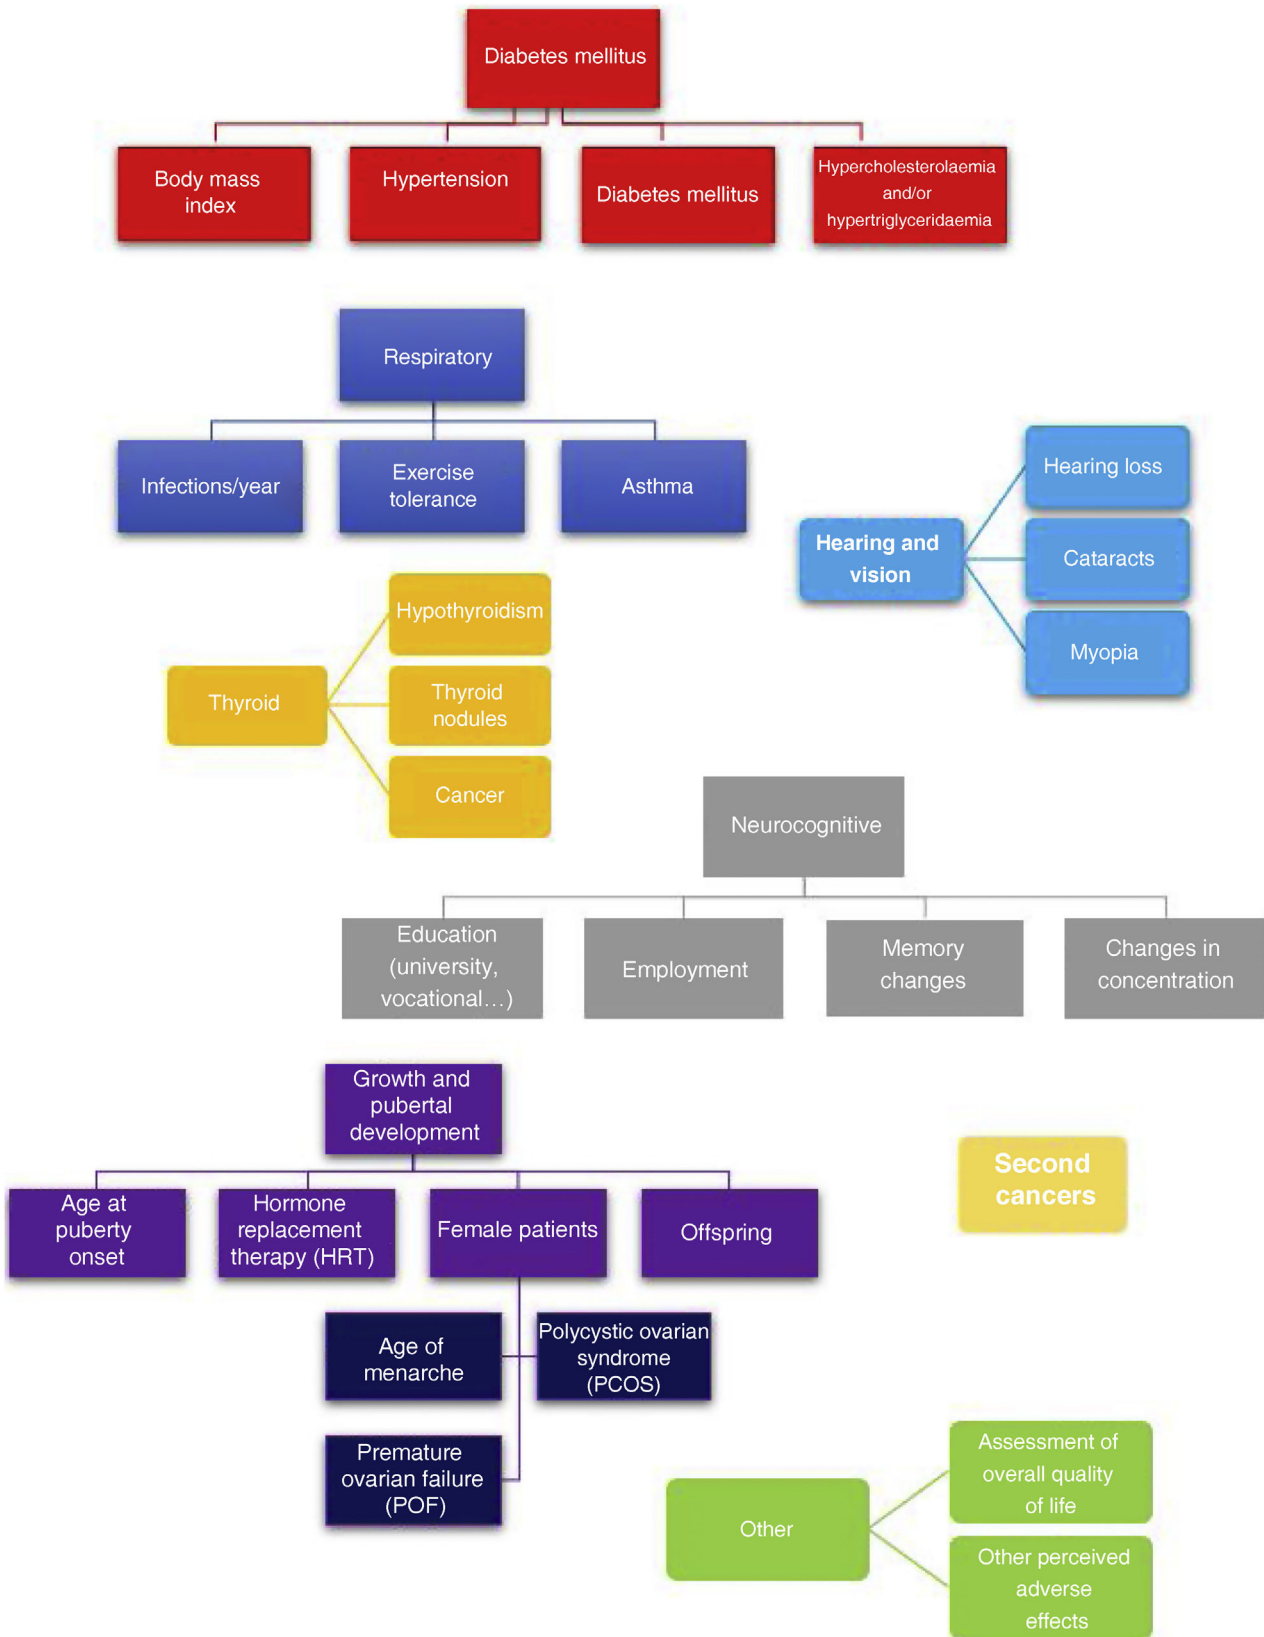 Diabetes mellitus
Body mass
index
Hypertension
Diabetes mellitus
Hypercholesterolaemia
and/or
hypertriglyceridaemia
Respiratory
Infections/year
Exercise
tolerance
Asthma
Hearing and
vision
Hearing loss
Cataracts
Myopia
Thyroid
Hypothyroidism
Thyroid
nodules
Cancer
Neurocognitive
Education
(university,
vocational...)
Employment
Memory
changes
Changes in
concentration
Growth and
pubertal
development
Age at
puberty
onset
Hormone
replacement
therapy (HRT)
Female patients
Offspring
Age of
menarche
Polycystic ovarian
syndrome
(PCOS)
Premature
ovarian failure
(POF)
Second
cancers
Other
Assessment of
overall quality
of life
Other perceived
adverse
effects